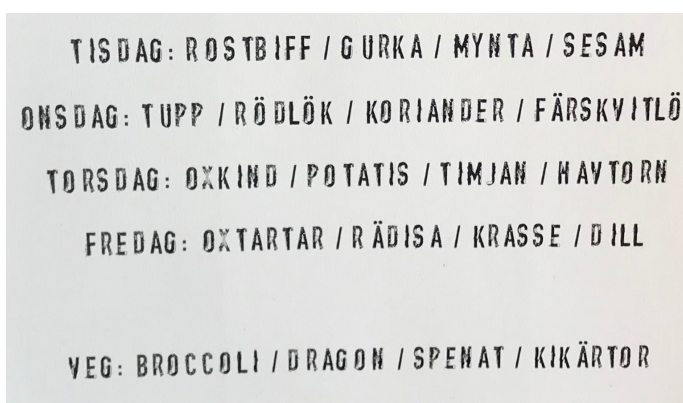 TISDAG: ROSTBIFF / GURKA / MYNTA / SESAM
ONSDAG: TUPP / RÖDLÖK / KORIANDER / FÄRSKVITLÖ
TORSDAG: OXKIND / POTATIS / TIMJAN / HAVTORN
FREDAG: OXTARTAR / RÄDISA / KRASSE / DILL
VEG: BROCCOLI / DRAGON / SPENAT / KIKÄRTOR